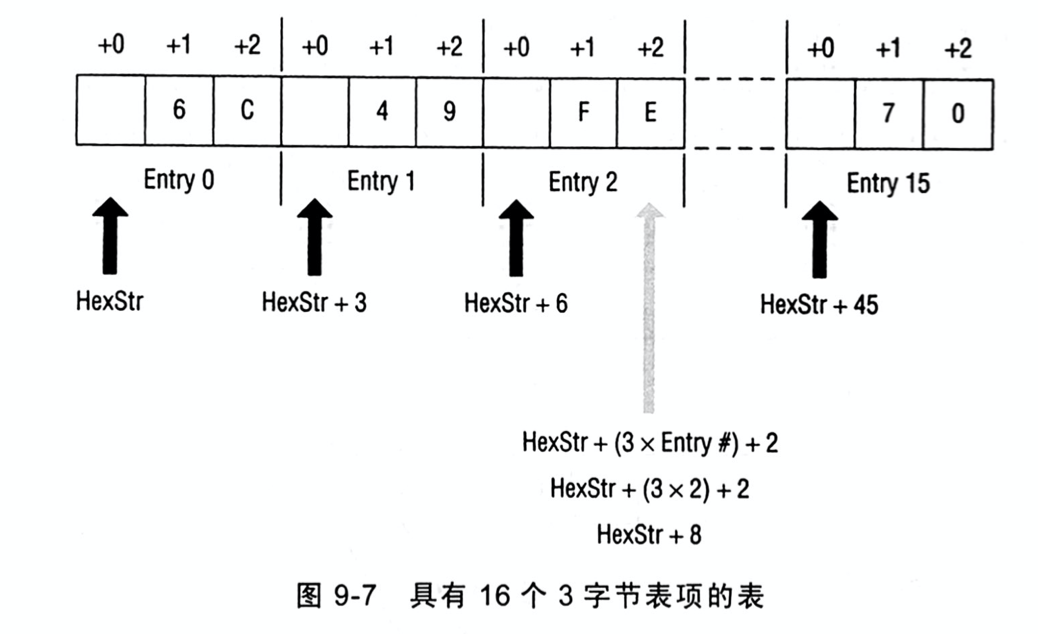 +0 +1 +2 +0 +1 +2 +0 +1 +2 +0 +1 +2
6 C 4 9 F E 7 0
Entry 0 Entry 1 Entry 2 Entry 15
HexStr HexStr + 3 HexStr + 6 HexStr + 45
HexStr + (3 × Entry #) + 2
HexStr + (3 × 2) + 2
HexStr + 8
图 9-7 具有 16 个 3 字节表项的表